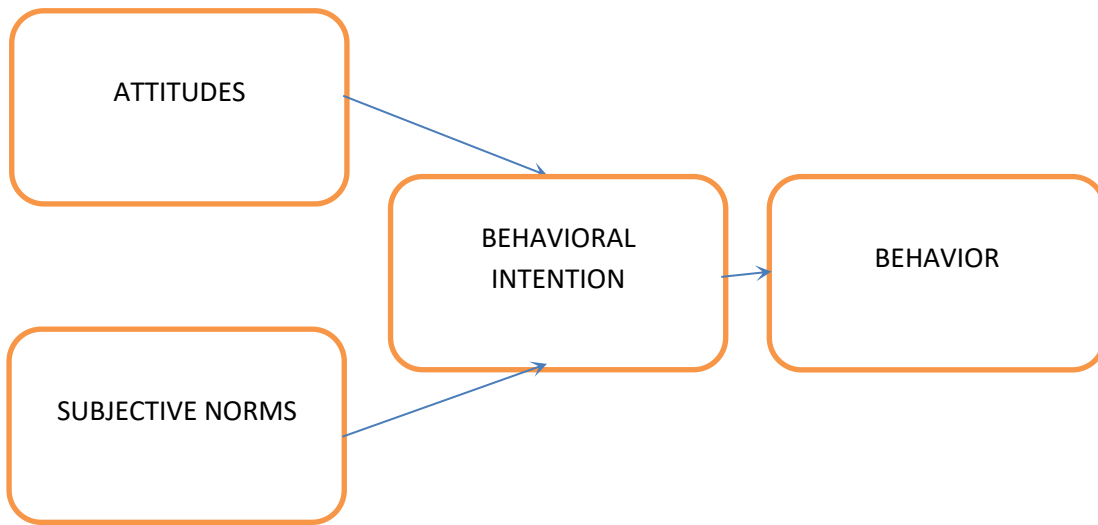 ATTITUDES
BEHAVIORAL
INTENTION
BEHAVIOR
SUBJECTIVE NORMS